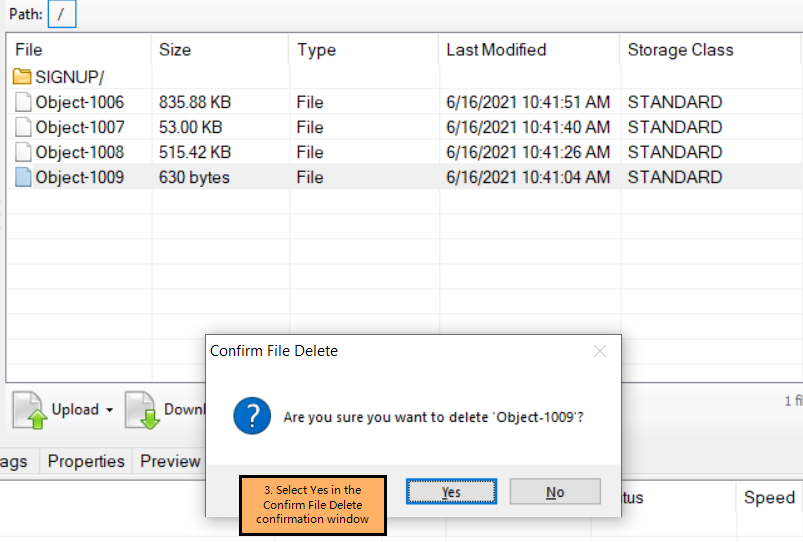 Path: /
File Size Type Last Modified Storage Class
SIGNUP/
Object-1006 835.88 KB File 6/16/2021 10:41:51 AM STANDARD
Object-1007 53.00 KB File 6/16/2021 10:41:40 AM STANDARD
Object-1008 515.42 KB File 6/16/2021 10:41:26 AM STANDARD
Object-1009 630 bytes File 6/16/2021 10:41:04 AM STANDARD
Confirm File Delete
Are you sure you want to delete 'Object-1009'?
Yes No
3. Select Yes in the
Confirm File Delete
confirmation window
Upload Downl 1 fi
ags Properties Preview
tus Speed